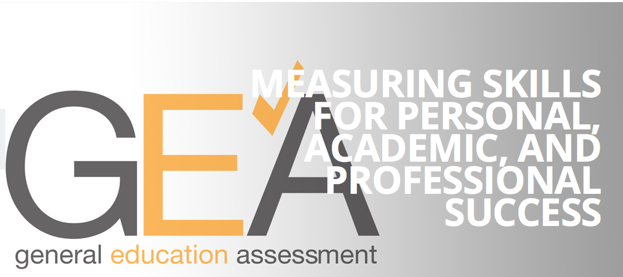 GEA
general education assessment
MEASURING SKILLS
FOR PERSONAL,
ACADEMIC, AND
PROFESSIONAL
SUCCESS